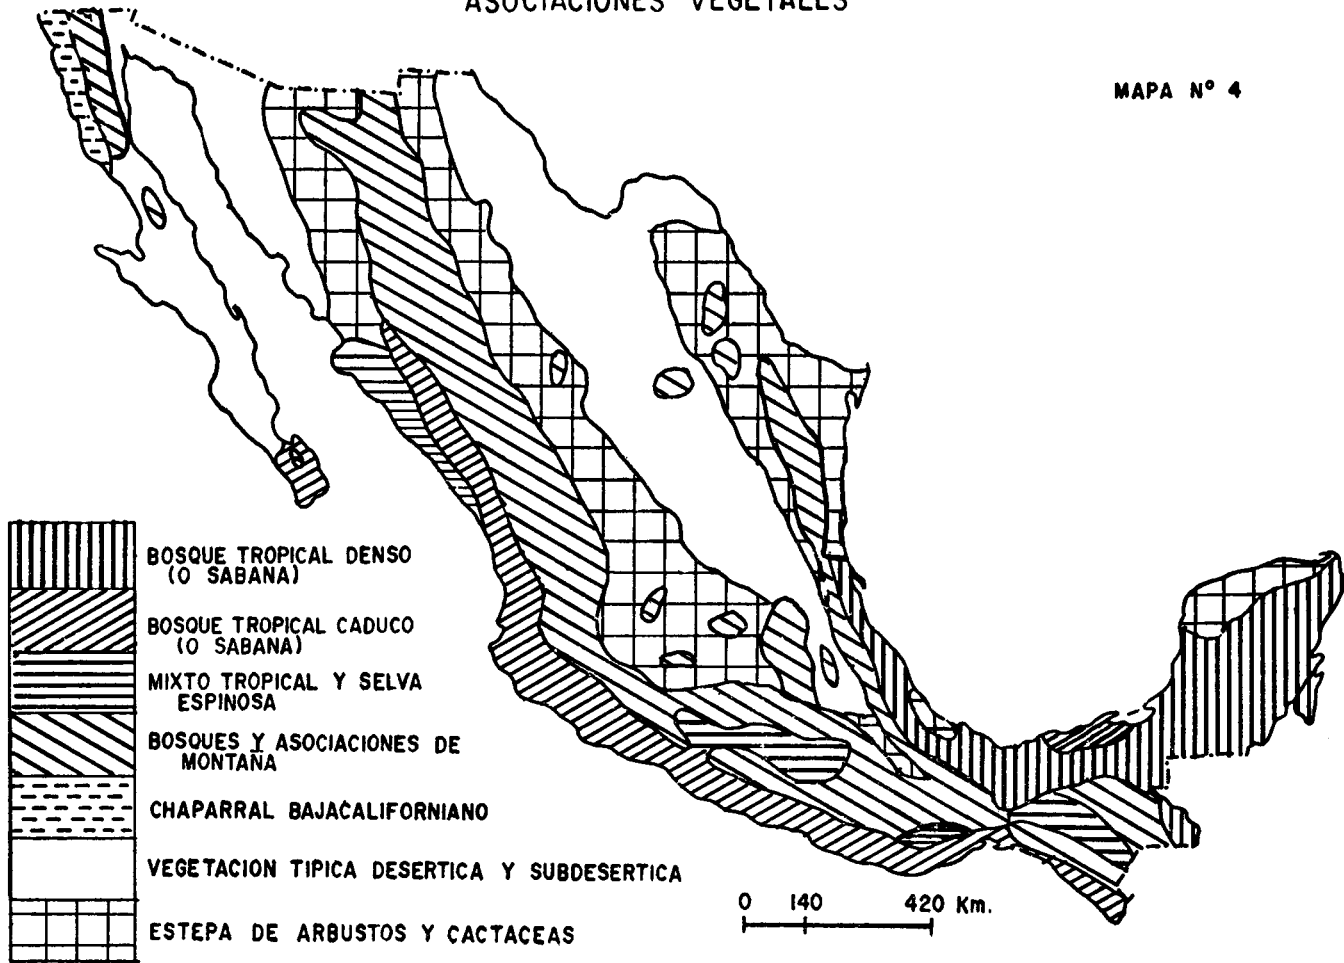 ASOCIACIONES VEGETALES
MAPA Nº 4
BOSQUE TROPICAL DENSO
(O SABANA)
BOSQUE TROPICAL CADUCO
(O SABANA)
MIXTO TROPICAL Y SELVA
ESPINOSA
BOSQUES Y ASOCIACIONES DE
MONTAÑA
CHAPARRAL BAJACALIFORNIANO
VEGETACION TIPICA DESERTICA Y SUBDESERTICA
ESTEPA DE ARBUSTOS Y CACTACEAS
0 140 420 Km.